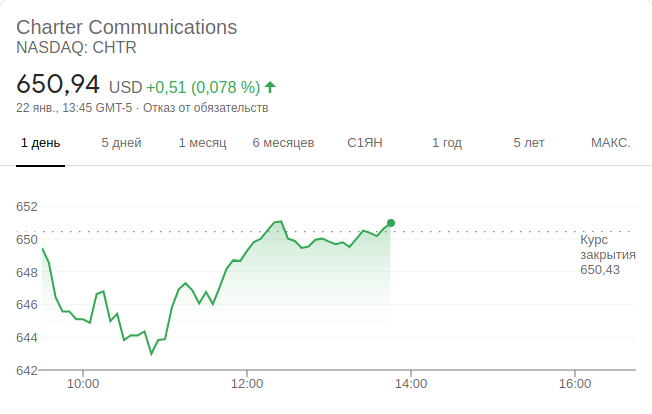 Charter Communications
NASDAQ: CHTR
650,94 USD +0,51 (0,078 %)
22 янв., 13:45 GMT-5 · Отказ от обязательств
1 день 5 дней 1 месяц 6 месяцев С1ЯН 1 год 5 лет МАКС.
652
650
648
646
644
642
Курс
закрытия
650,43
10:00 12:00 14:00 16:00